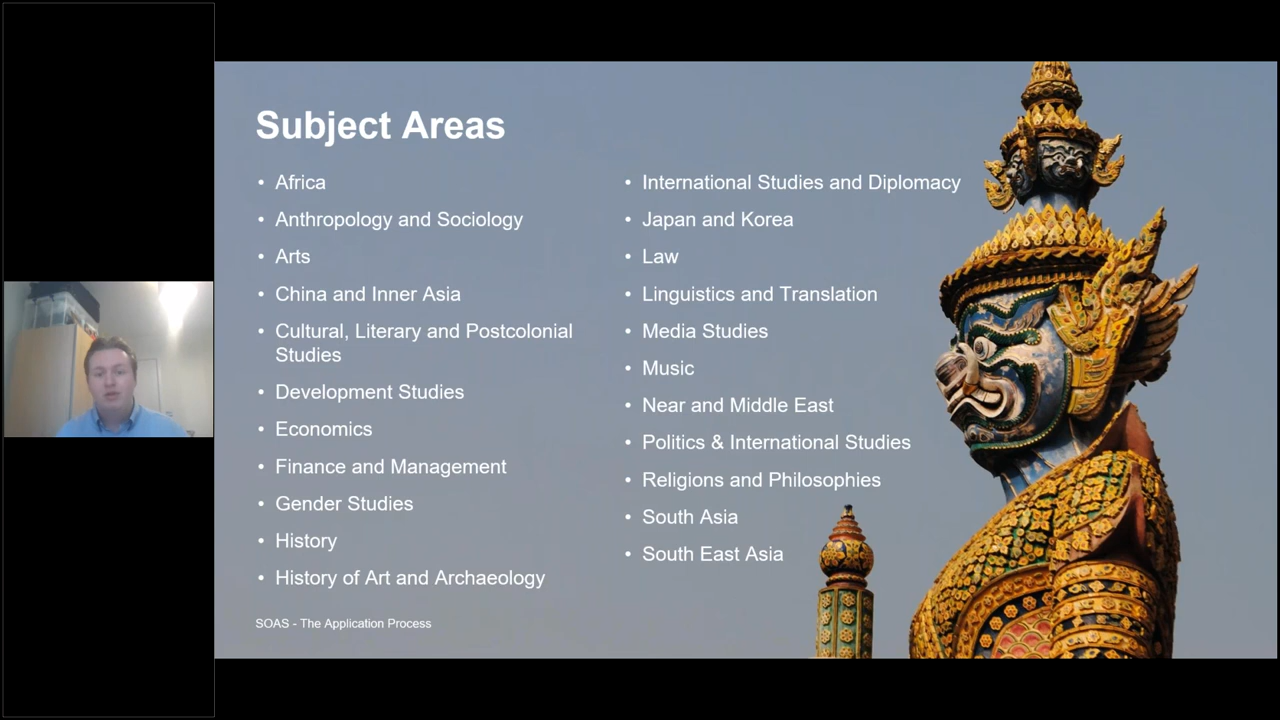 Subject Areas
• Africa
• Anthropology and Sociology
• Arts
• China and Inner Asia
• Cultural, Literary and Postcolonial
Studies
• Development Studies
• Economics
• Finance and Management
• Gender Studies
• History
• History of Art and Archaeology
• International Studies and Diplomacy
• Japan and Korea
• Law
• Linguistics and Translation
• Media Studies
• Music
• Near and Middle East
• Politics & International Studies
• Religions and Philosophies
• South Asia
• South East Asia
SOAS - The Application Process